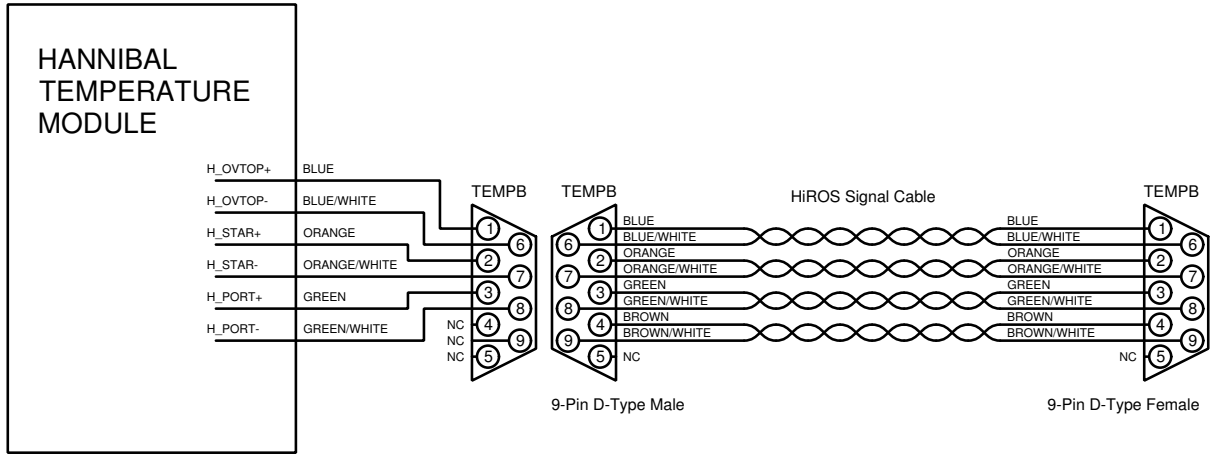 HANNIBAL
TEMPERATURE
MODULE
H_OVTOP+ BLUE
H_OVTOP- BLUE/WHITE
H_STAR+ ORANGE
H_STAR- ORANGE/WHITE
H_PORT+ GREEN
H_PORT- GREEN/WHITE
TEMPB
1
6
2
7
3
8
NC 4
NC 9
NC 5
TEMPB
1
6
2
7
3
8
4
9
5 NC
BLUE
BLUE/WHITE
ORANGE
ORANGE/WHITE
GREEN
GREEN/WHITE
BROWN
BROWN/WHITE
9-Pin D-Type Male
HiROS Signal Cable
BLUE
BLUE/WHITE
ORANGE
ORANGE/WHITE
GREEN
GREEN/WHITE
BROWN
BROWN/WHITE
TEMPB
1
6
2
7
3
8
4
9
NC 5
9-Pin D-Type Female